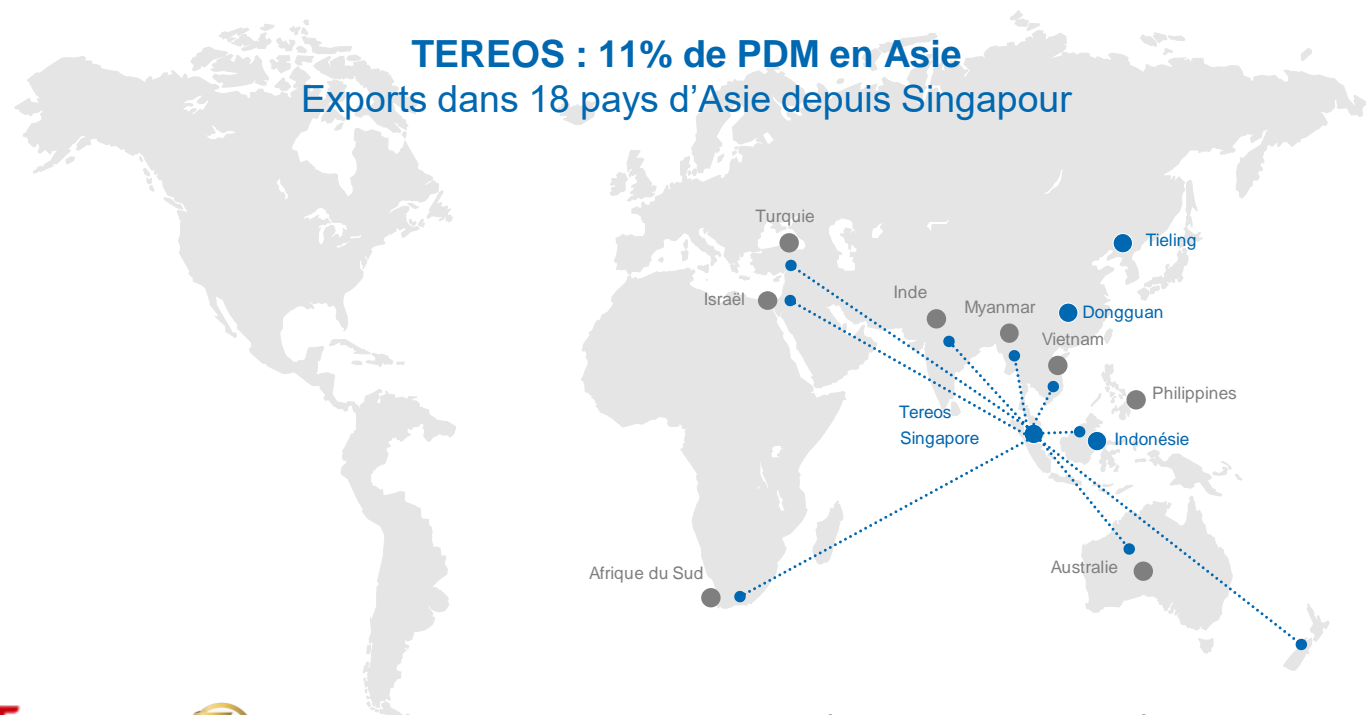 TEREOS : 11% de PDM en Asie
Exports dans 18 pays d’Asie depuis Singapour
Turquie
Tieling
Israël
Inde
Myanmar
Dongguan
Vietnam
Philippines
Tereos
Singapore
Indonésie
Afrique du Sud
Australie